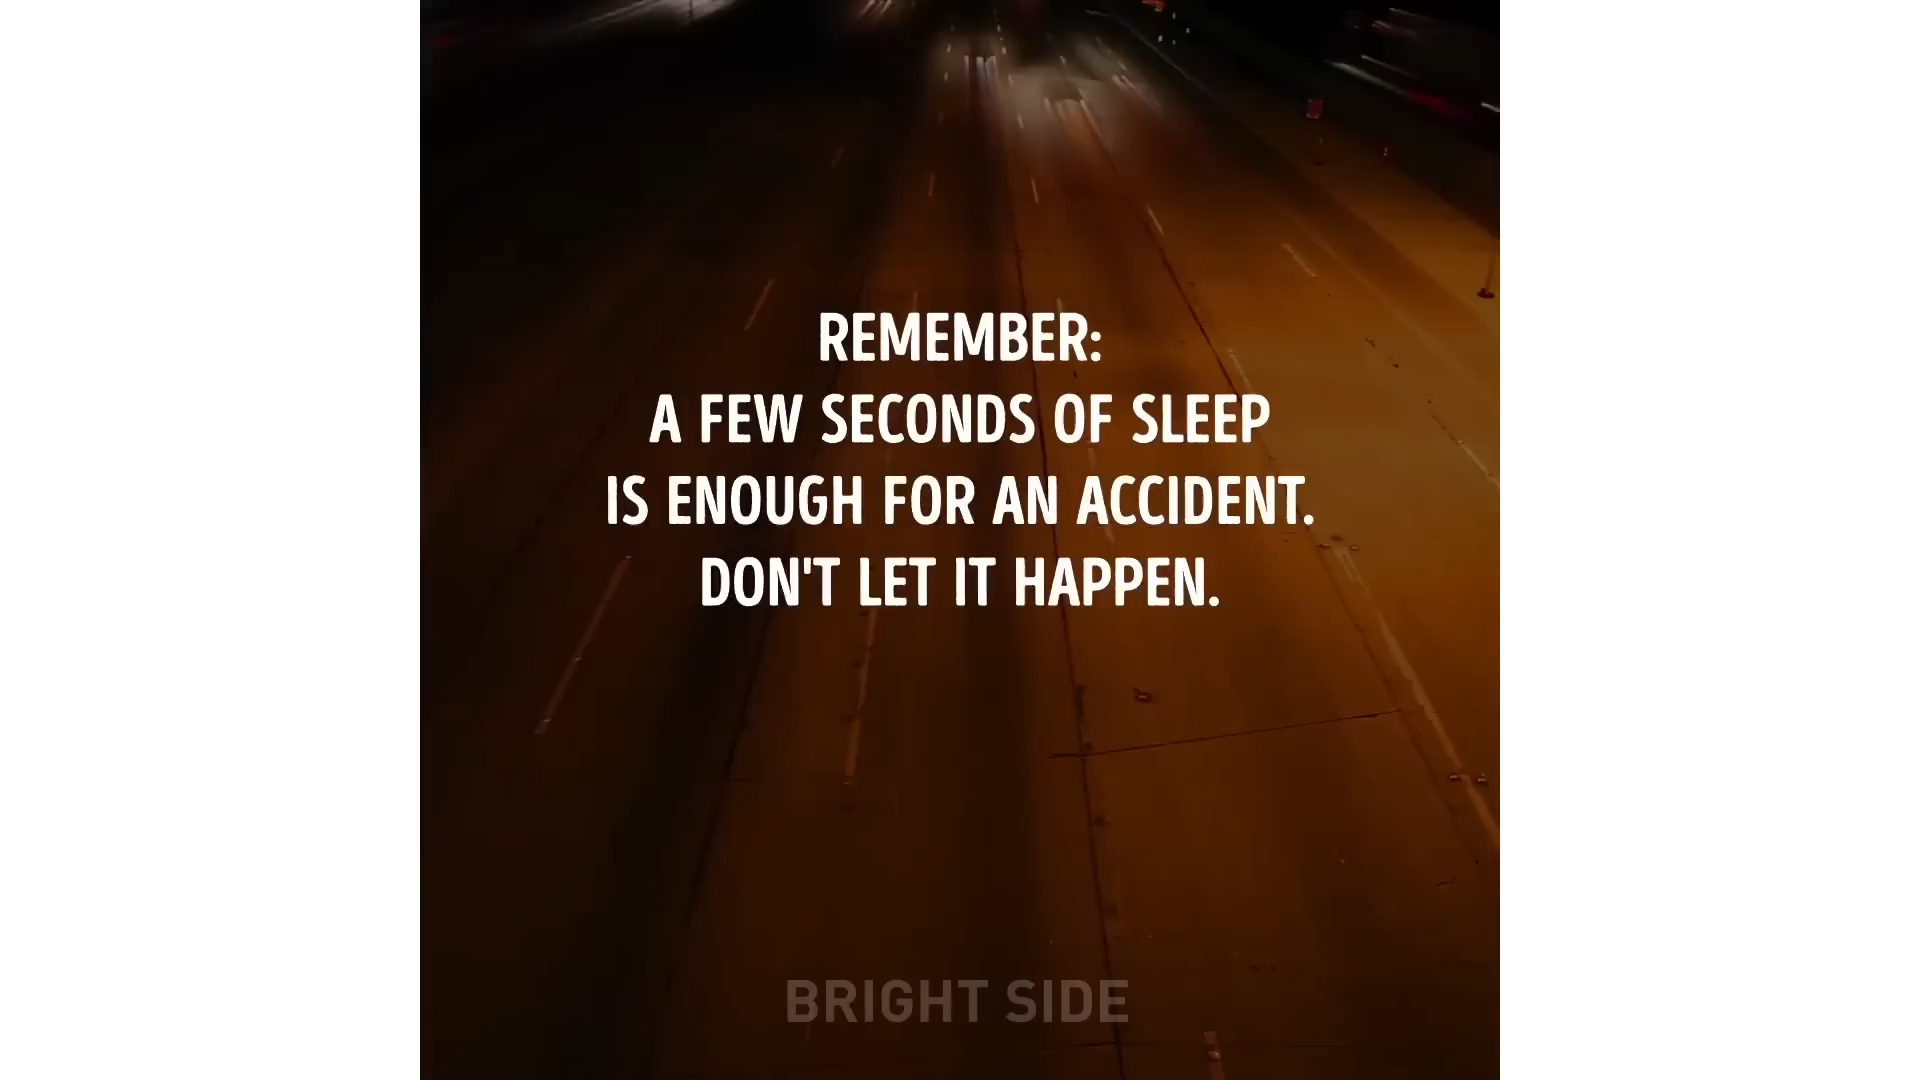 REMEMBER:
A FEW SECONDS OF SLEEP
IS ENOUGH FOR AN ACCIDENT.
DON'T LET IT HAPPEN.
BRIGHT SIDE